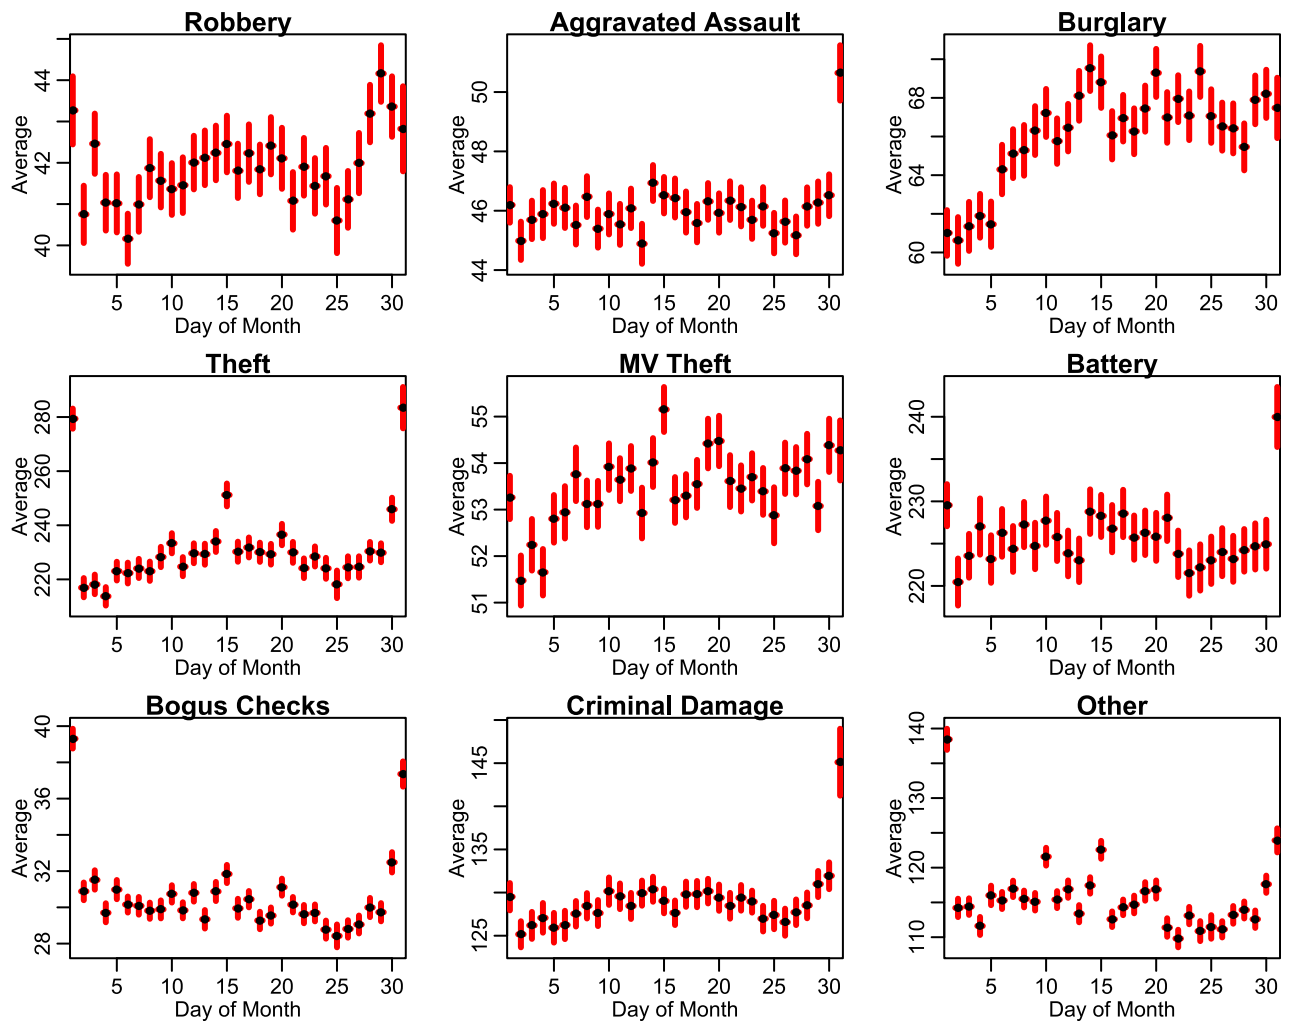 Robbery
Aggravated Assault
Burglary
44
42
40
Average
5 10 15 20 25 30
Day of Month
50
48
46
44
Average
5 10 15 20 25 30
Day of Month
68
64
60
Average
5 10 15 20 25 30
Day of Month
Theft
MV Theft
Battery
280
260
240
220
Average
5 10 15 20 25 30
Day of Month
55
54
53
52
51
Average
5 10 15 20 25 30
Day of Month
240
230
220
Average
5 10 15 20 25 30
Day of Month
Bogus Checks
Criminal Damage
Other
40
36
32
28
Average
5 10 15 20 25 30
Day of Month
145
135
125
Average
5 10 15 20 25 30
Day of Month
140
130
120
110
Average
5 10 15 20 25 30
Day of Month